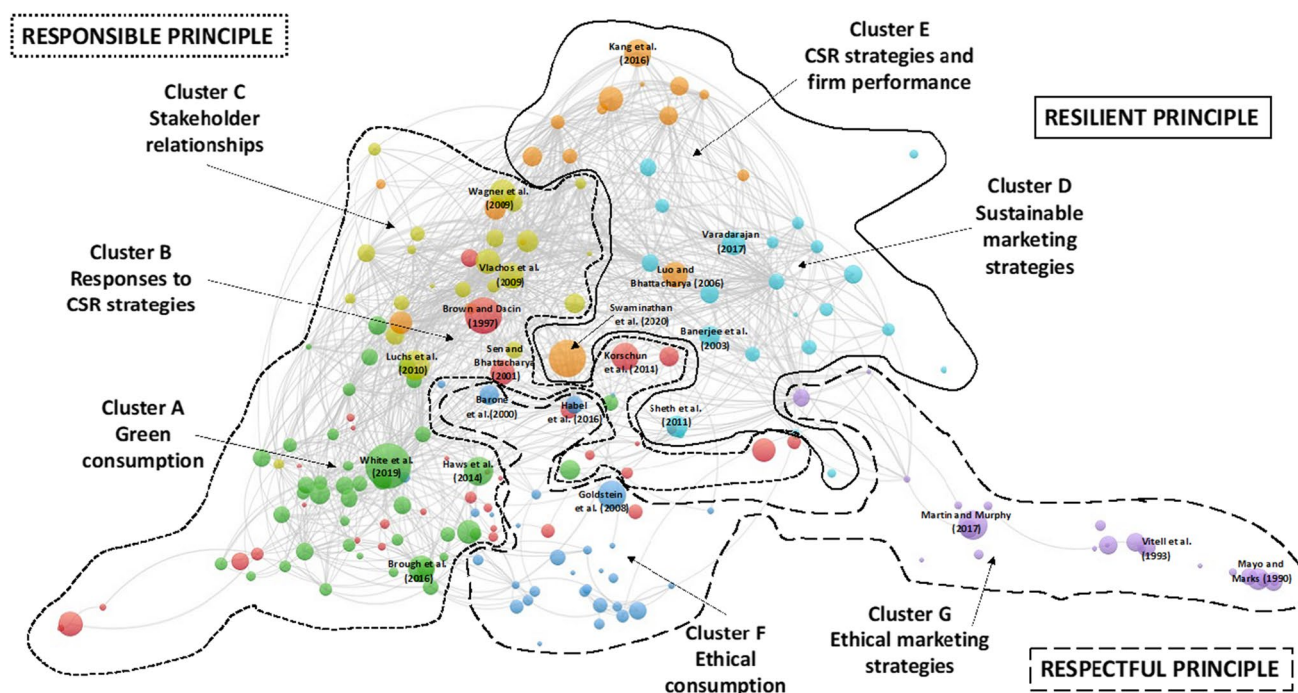 RESPONSIBLE PRINCIPLE
Cluster C
Stakeholder
relationships
Cluster B
Responses to
CSR strategies
Cluster A
Green
consumption
Kang et al.
(2016)
Cluster E
CSR strategies and
firm performance
RESILIENT PRINCIPLE
Cluster D
Sustainable
marketing
strategies
Wagner et al.
(2009)
Vlachos et al.
(2009)
Brown and Dacin
(1997)
Luchs et al.
(2010)
Sen and
Bhattacharya
(2001)
Varadarajan
(2017)
Luo and
Bhattacharya (2006)
Swaminathan
et al. (2020)
Banerjee et al.
(2003)
Korschun
et al. (2014)
Barone
et al.(2000)
Habel
et al. (2016)
Sheth et al.
(2011)
White et al.
(2019)
Haws et al.
(2014)
Goldstein
et al. (2008)
Brough et al.
(2016)
Martin and Murphy
(2017)
Vitell et al.
(1993)
Mayo and
Marks (1990)
Cluster F
Ethical
consumption
Cluster G
Ethical marketing
strategies
RESPECTFUL PRINCIPLE